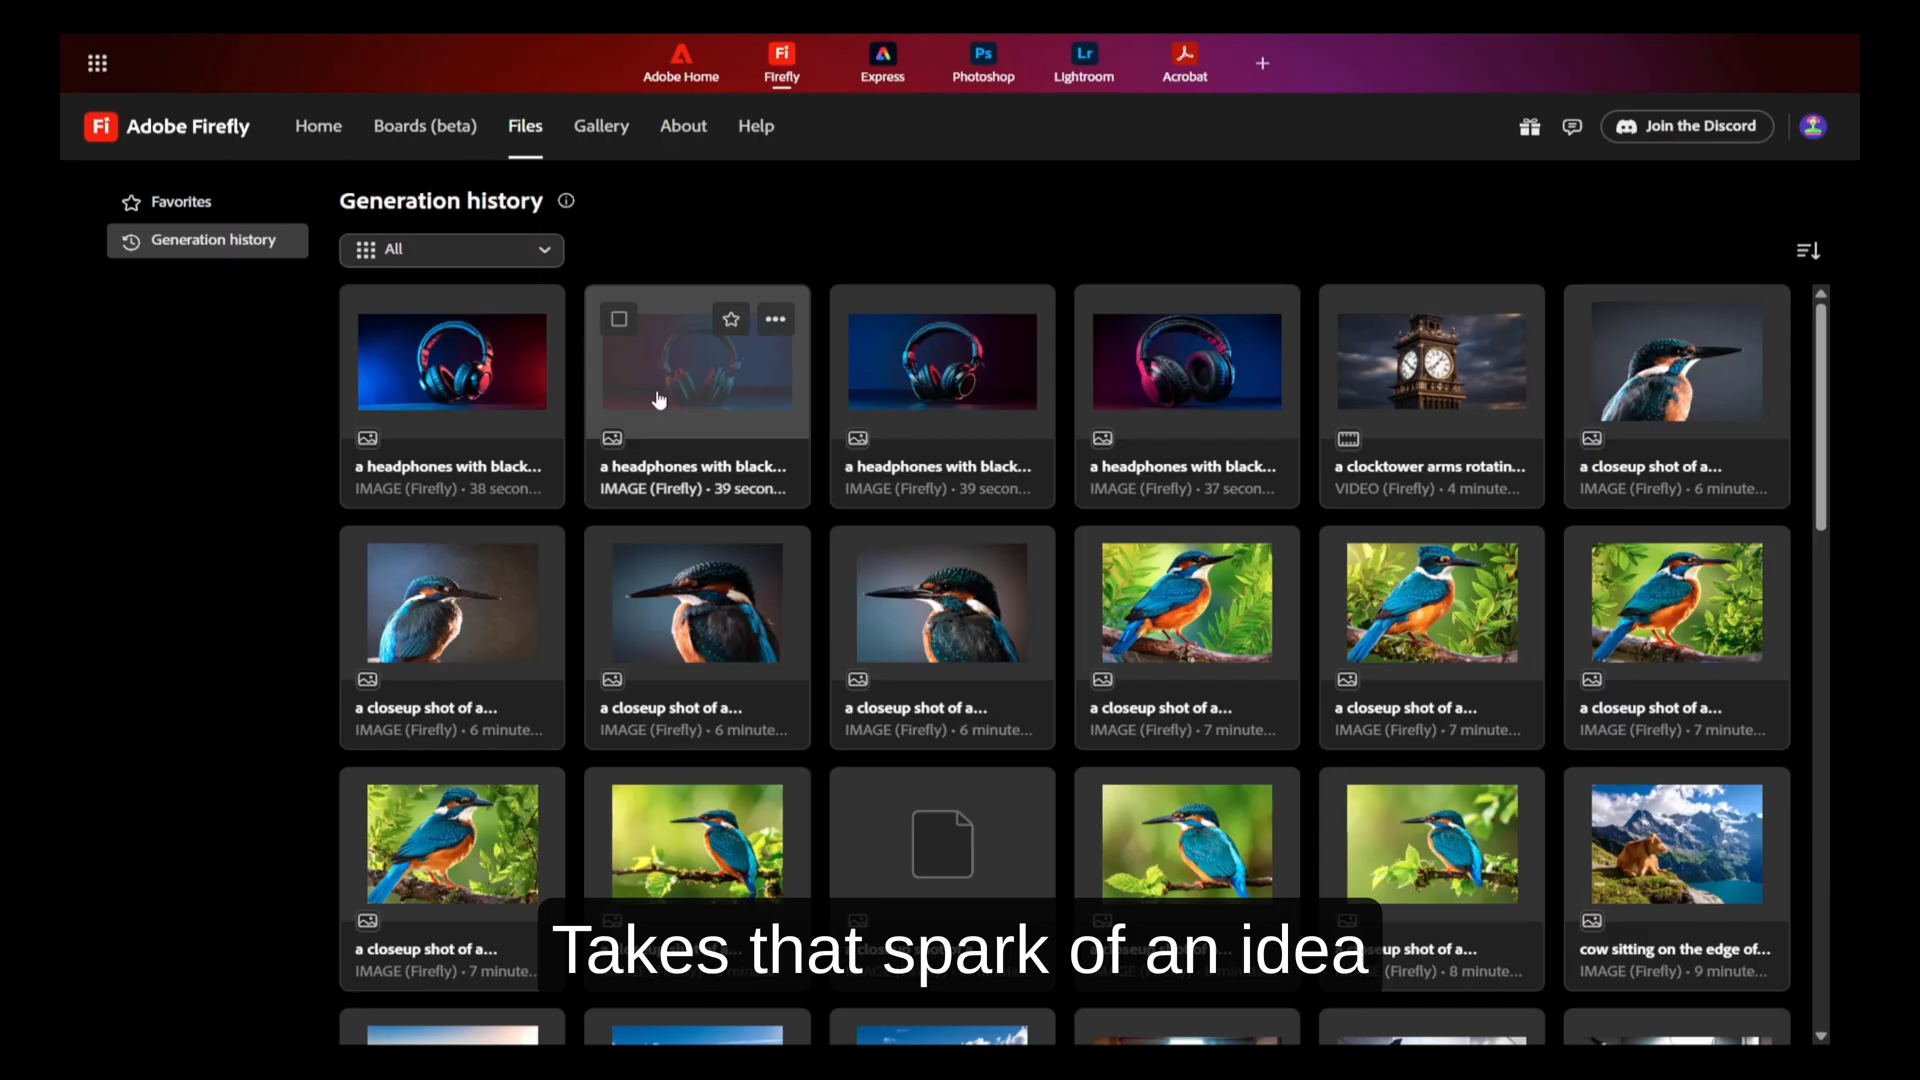 Adobe Home
Fi
Firefly
Express
Ps
Photoshop
Lr
Lightroom
Acrobat
Fi Adobe Firefly
Home
Boards (beta)
Files
Gallery
About
Help
Join the Discord
Favorites
Generation history
Generation history
All
a headphones with black...
IMAGE (Firefly) • 38 secon...
a headphones with black...
IMAGE (Firefly) • 39 secon...
a headphones with black...
IMAGE (Firefly) • 39 secon...
a headphones with black...
IMAGE (Firefly) • 37 secon...
a clocktower arms rotatin...
VIDEO (Firefly) • 4 minute...
a closeup shot of a...
IMAGE (Firefly) • 6 minute...
a closeup shot of a...
IMAGE (Firefly) • 6 minute...
a closeup shot of a...
IMAGE (Firefly) • 6 minute...
a closeup shot of a...
IMAGE (Firefly) • 6 minute...
a closeup shot of a...
IMAGE (Firefly) • 7 minute...
a closeup shot of a...
IMAGE (Firefly) • 7 minute...
a closeup shot of a...
IMAGE (Firefly) • 7 minute...
a closeup shot of a...
IMAGE (Firefly) • 7 minute...
up shot of a...
(Firefly) • 8 minute...
cow sitting on the edge of...
IMAGE (Firefly) • 9 minute...
Takes that spark of an idea